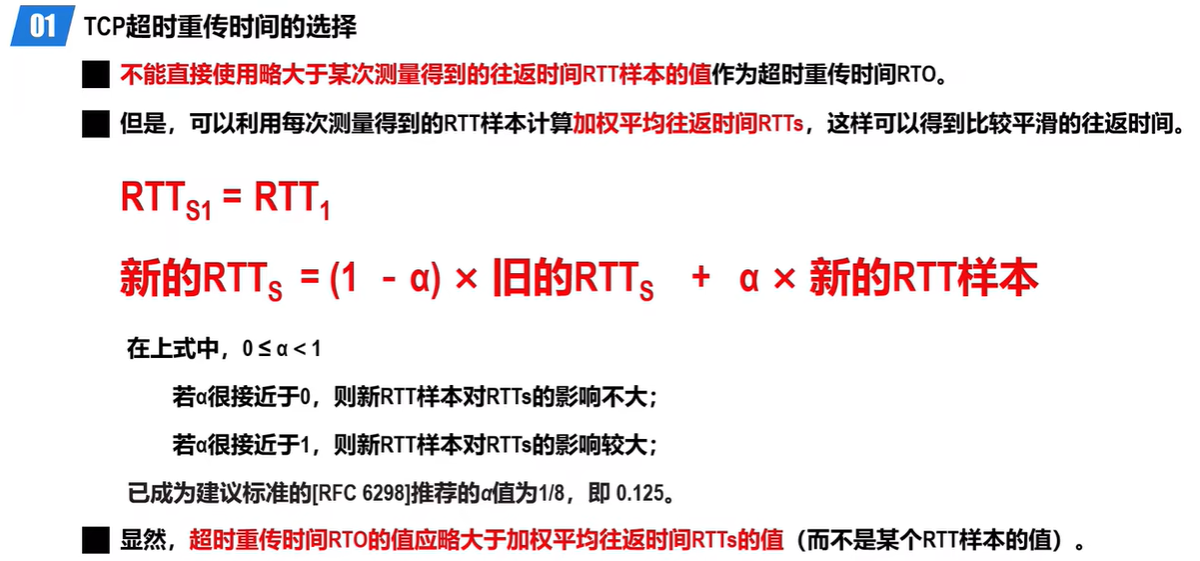 01 TCP超时重传时间的选择
不能直接使用略大于某次测量得到的往返时间RTT样本的值作为超时重传时间RTO。
但是，可以利用每次测量得到的RTT样本计算加权平均往返时间RTTs，这样可以得到比较平滑的往返时间。
RTTS1 = RTT1
新的RTTS = (1 - α) × 旧的RTTS + α × 新的RTT样本
在上式中，0 ≤ α < 1
若α很接近于0，则新RTT样本对RTTs的影响不大；
若α很接近于1，则新RTT样本对RTTs的影响较大；
已成为建议标准的[RFC 6298]推荐的α值为1/8，即 0.125。
显然，超时重传时间RTO的值应略大于加权平均往返时间RTTs的值（而不是某个RTT样本的值）。